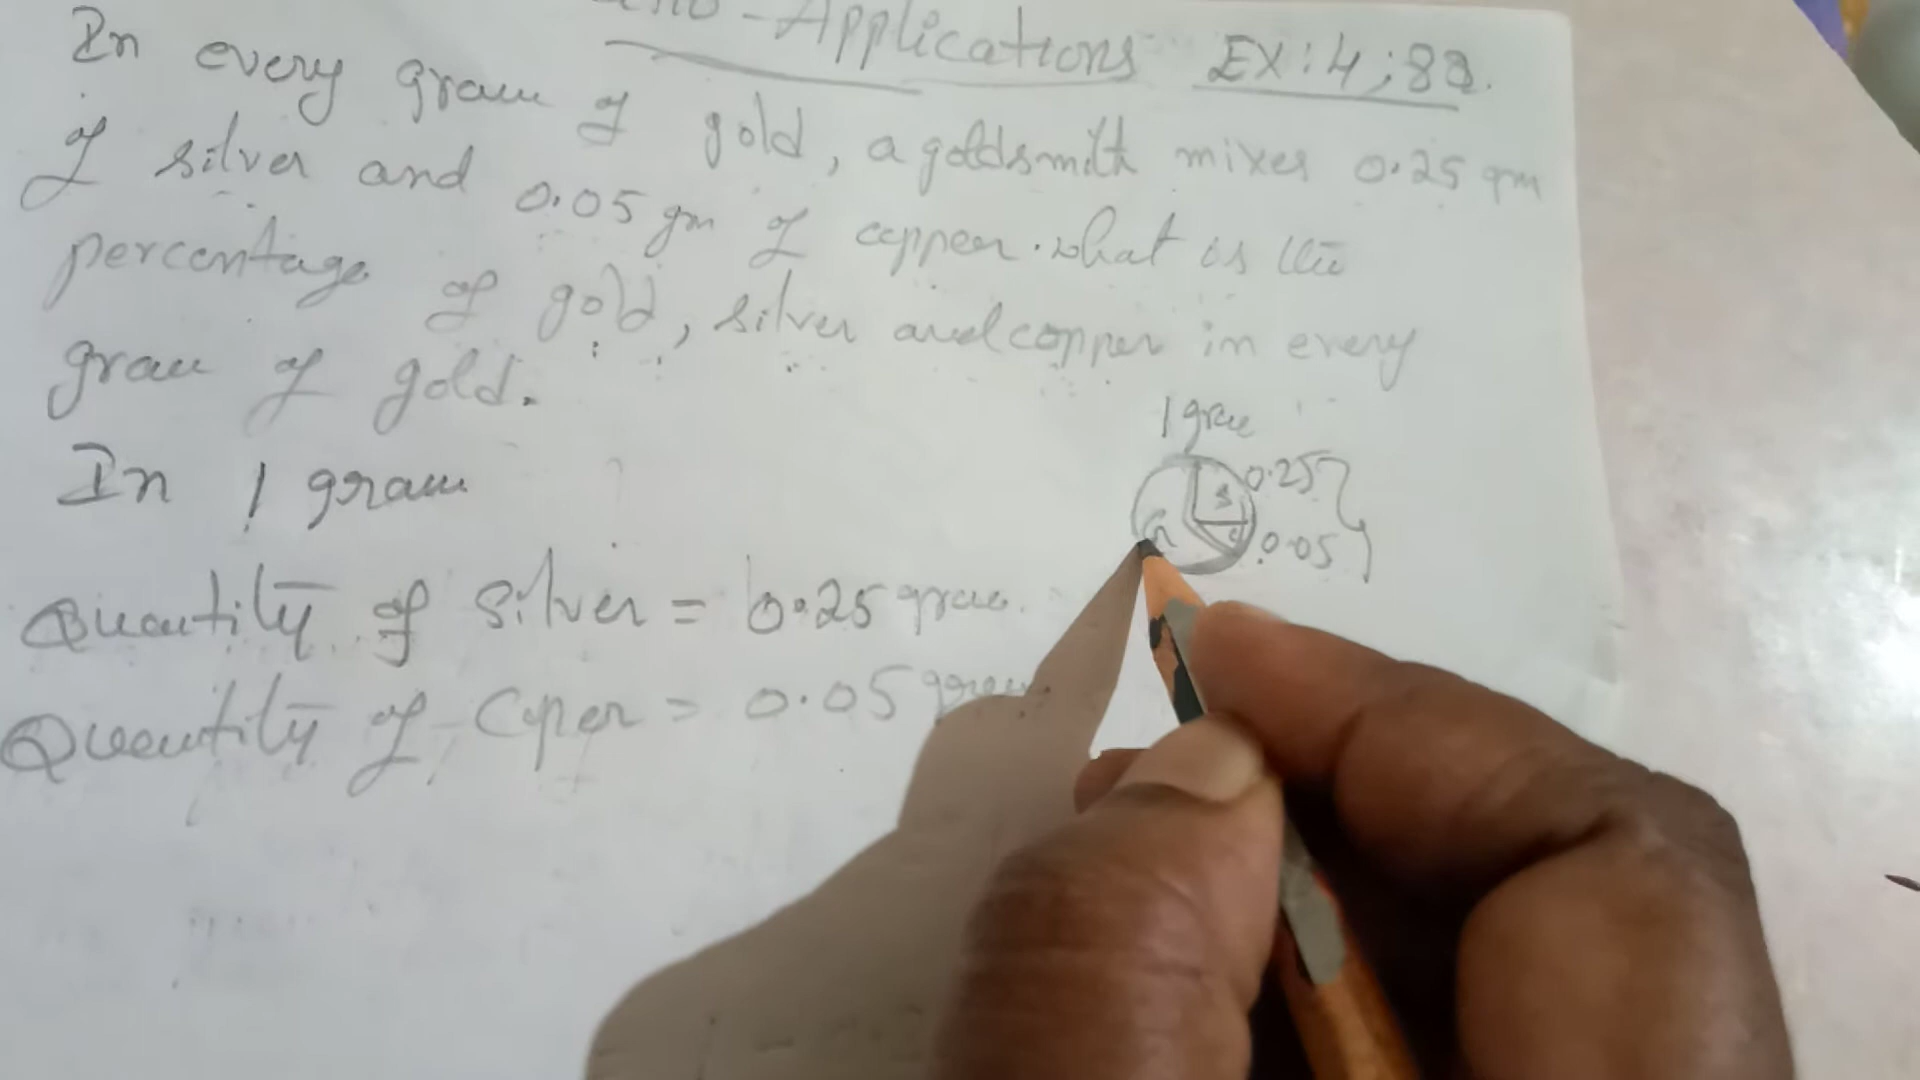 -Applications EX:4;8
In every gram of gold, a goldsmith mixes 0.25 gm
of silver and 0.05 gm of copper. what is the
percentage of gold, silver and copper in every
gram of gold.
In 1 gram
Quantity of silver = 0.25 gram.
Quantity of Coper = 0.05 gram
1 gram
0.25
S
0.05
C
G